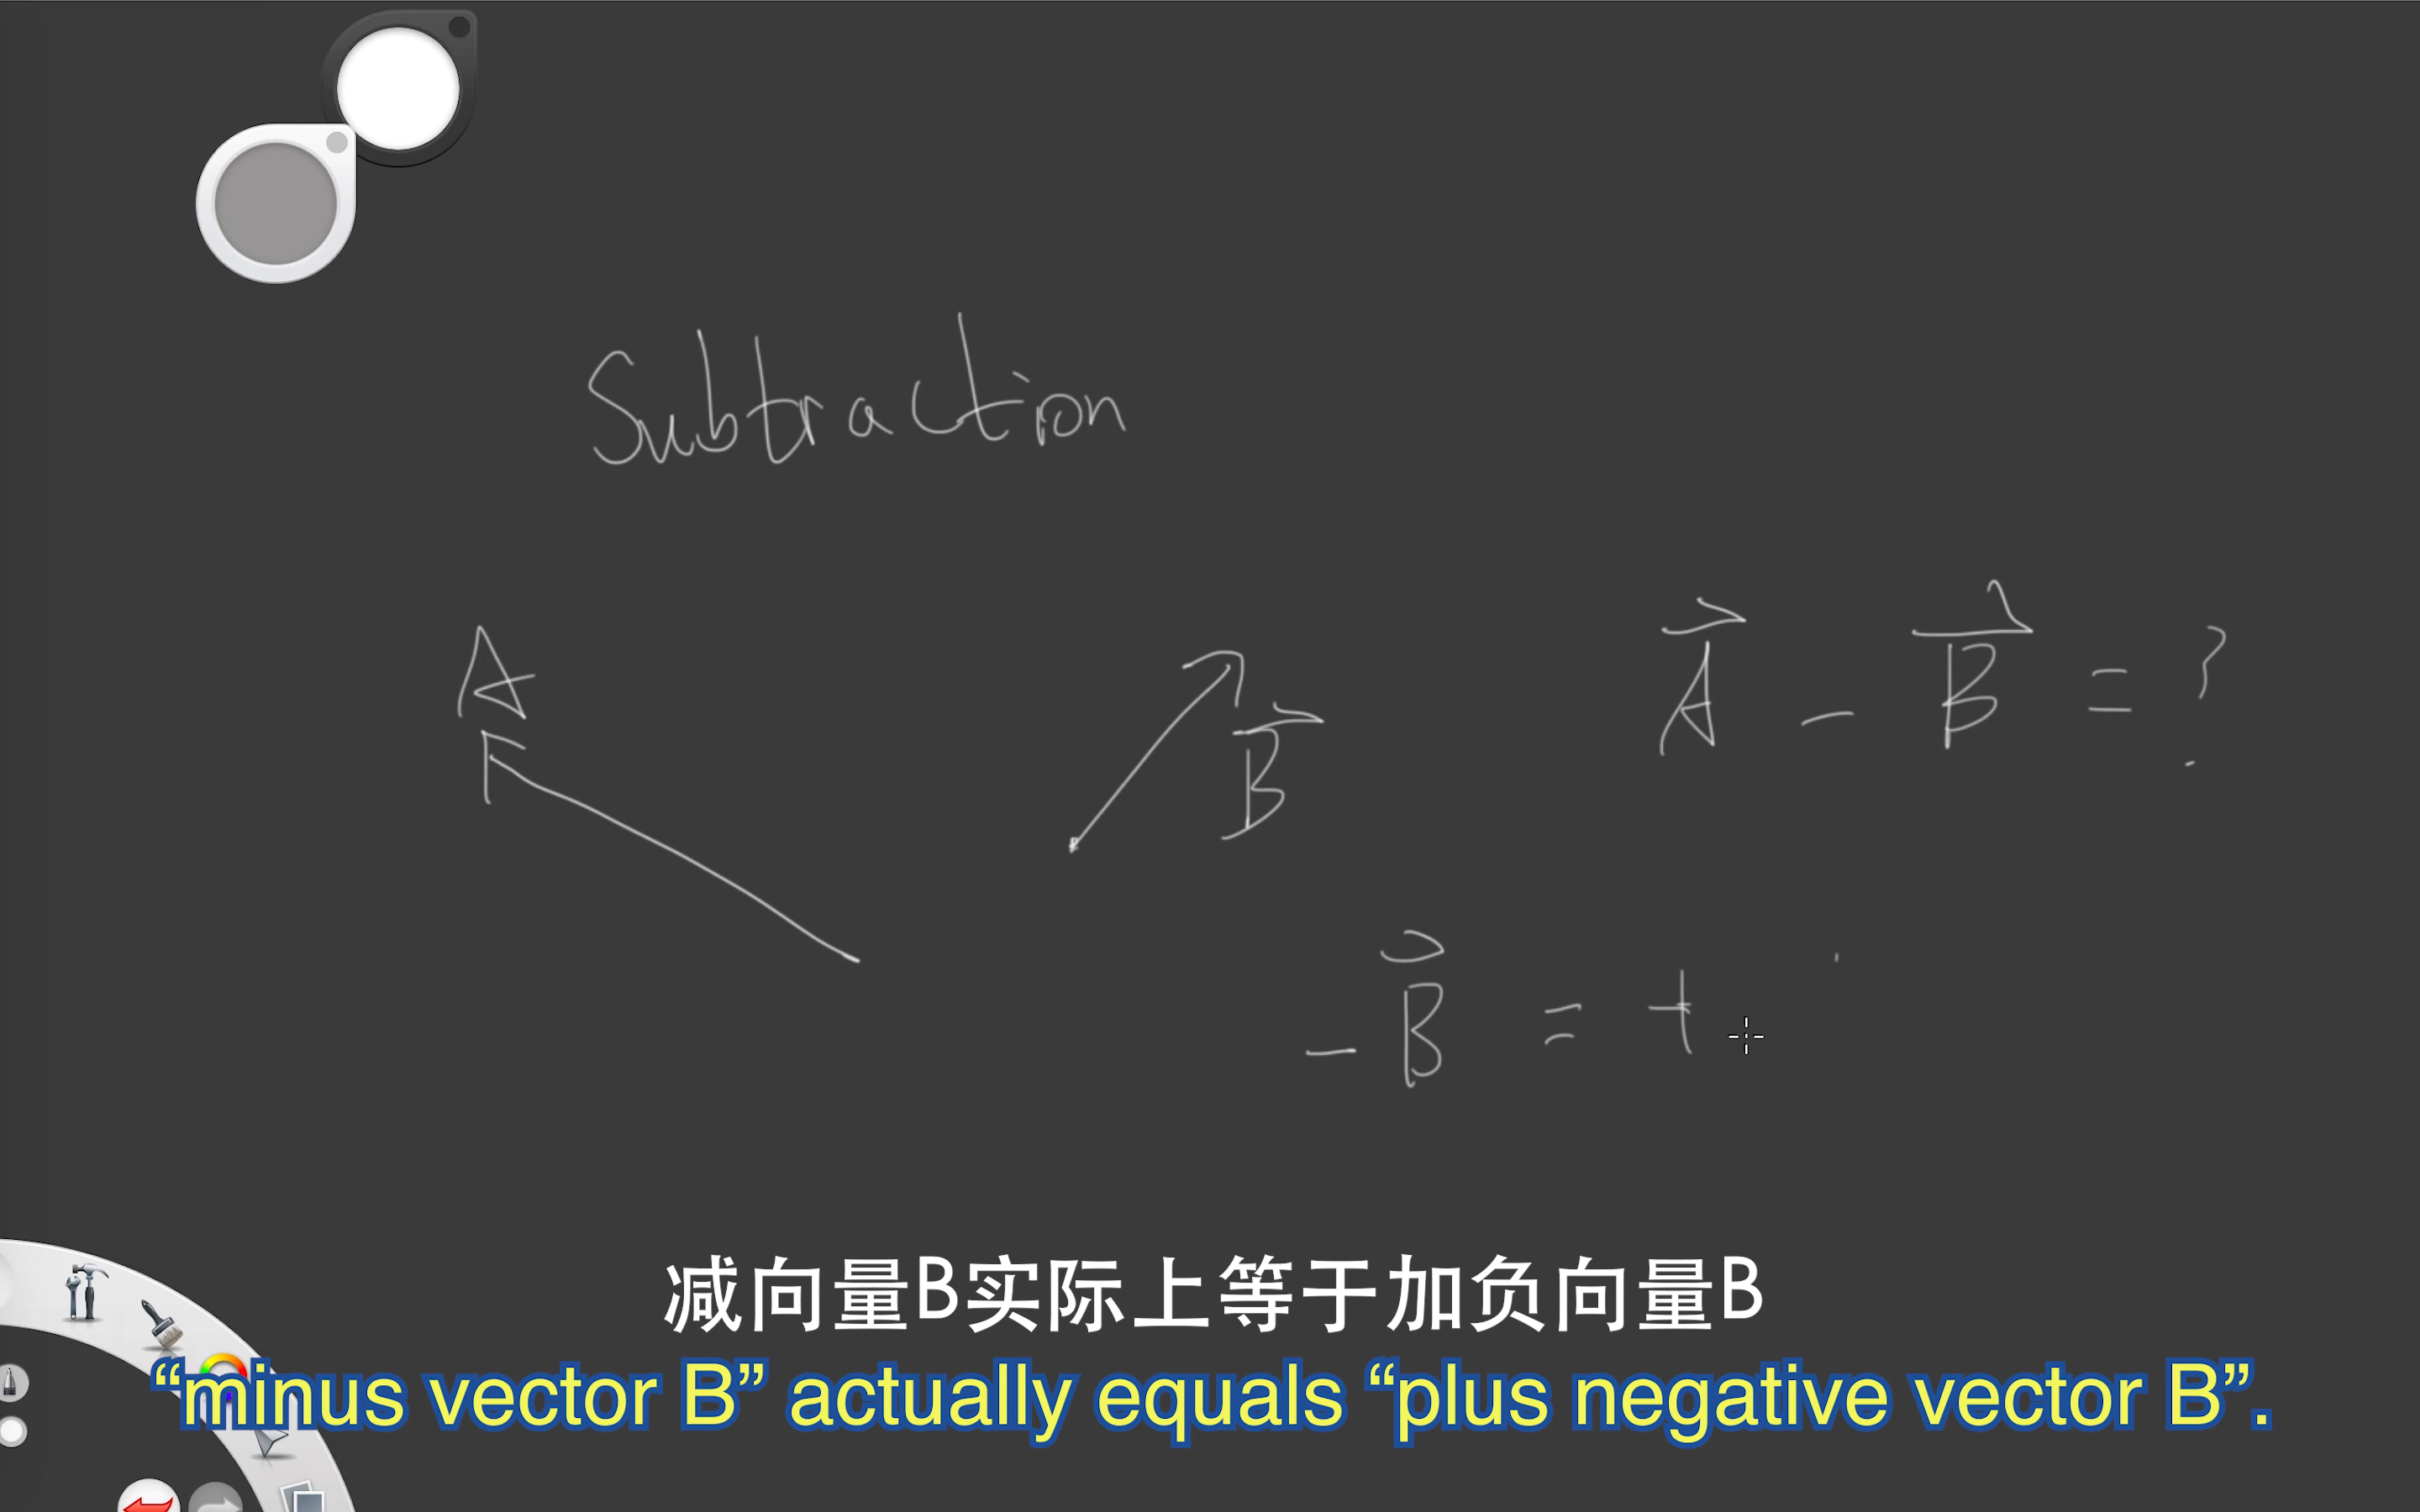 Subtraction
A
B
A - B = ?
- B = +
减向量B实际上等于加负向量B
“minus vector B” actually equals “plus negative vector B”.